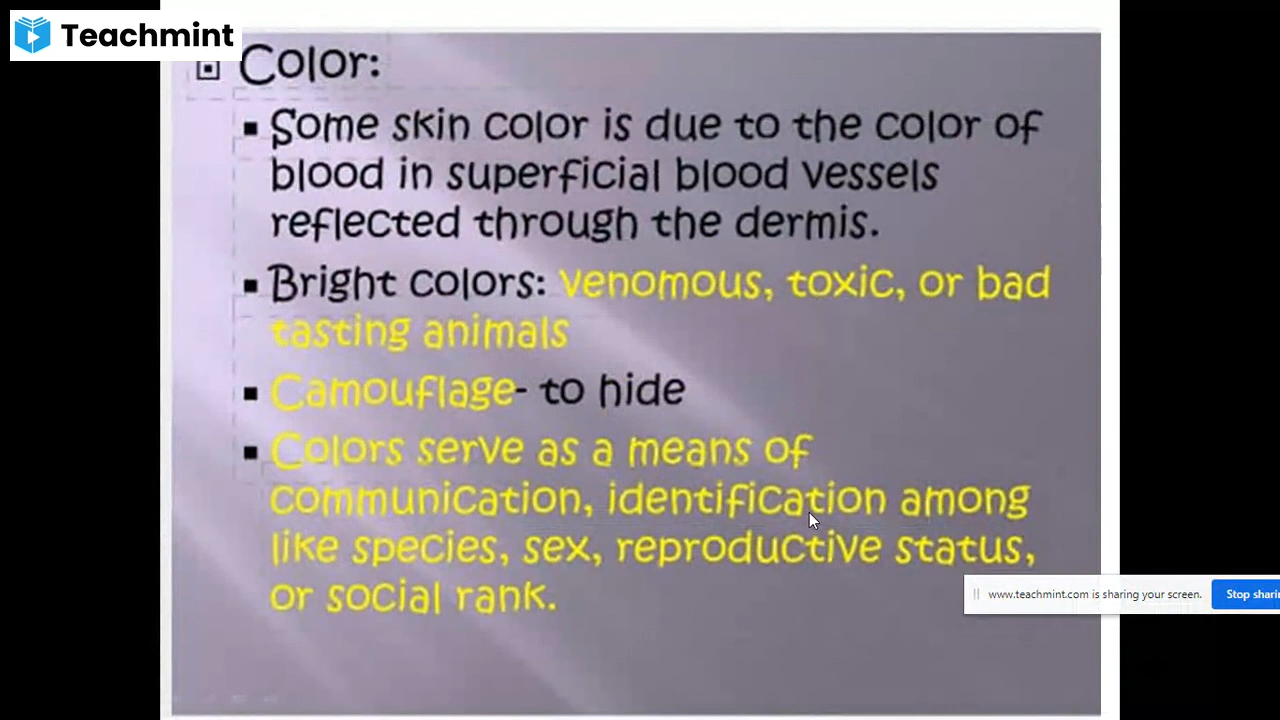 Teachmint
Color:
Some skin color is due to the color of
blood in superficial blood vessels
reflected through the dermis.
Bright colors: venomous, toxic, or bad
tasting animals
Camouflage- to hide
Colors serve as a means of
communication, identification among
like species, sex, reproductive status,
or social rank.
www.teachmint.com is sharing your screen.
Stop sharin